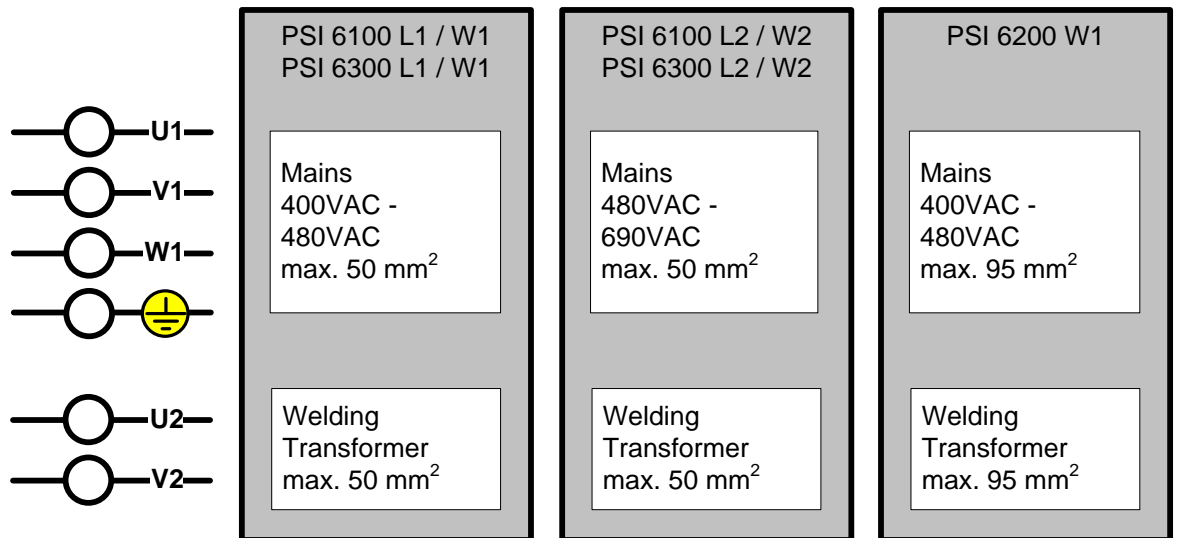 U1
V1
W1
U2
V2
PSI 6100 L1 / W1
PSI 6300 L1 / W1
Mains
400VAC -
480VAC
max. 50 mm²
Welding
Transformer
max. 50 mm²
PSI 6100 L2 / W2
PSI 6300 L2 / W2
Mains
480VAC -
690VAC
max. 50 mm²
Welding
Transformer
max. 50 mm²
PSI 6200 W1
Mains
400VAC -
480VAC
max. 95 mm²
Welding
Transformer
max. 95 mm²